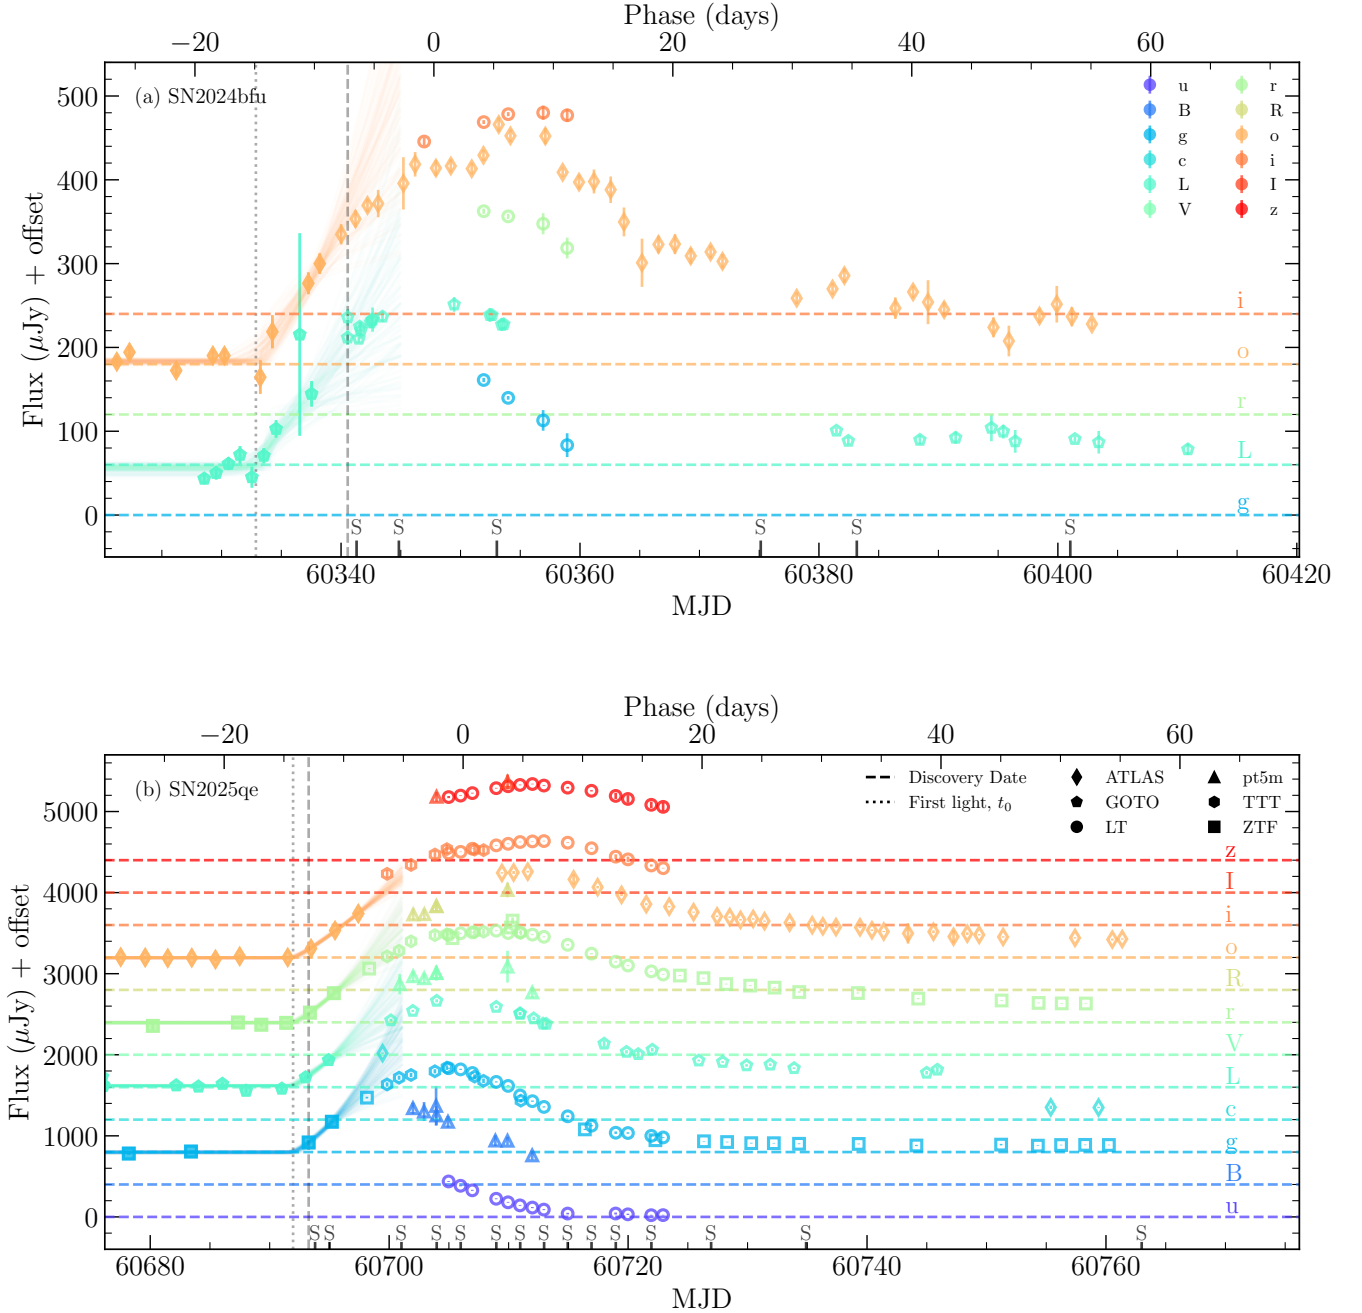 Phase (days)
−20 0 20 40 60
(a) SN2024bfu
u r
B R
g o
c i
L I
V z
Flux (μJy) + offset
500
400
300
200
100
0
i
o
r
L
g
S S S S S S
60340 60360 60380 60400 60420
MJD
Phase (days)
−20 0 20 40 60
(b) SN2025qe
Discovery Date
First light, t₀
ATLAS pt5m
GOTO TTT
LT ZTF
Flux (μJy) + offset
5000
4000
3000
2000
1000
0
z
I
i
o
R
r
V
L
c
g
B
u
S S S S S S S S S S S S S S S
60680 60700 60720 60740 60760
MJD